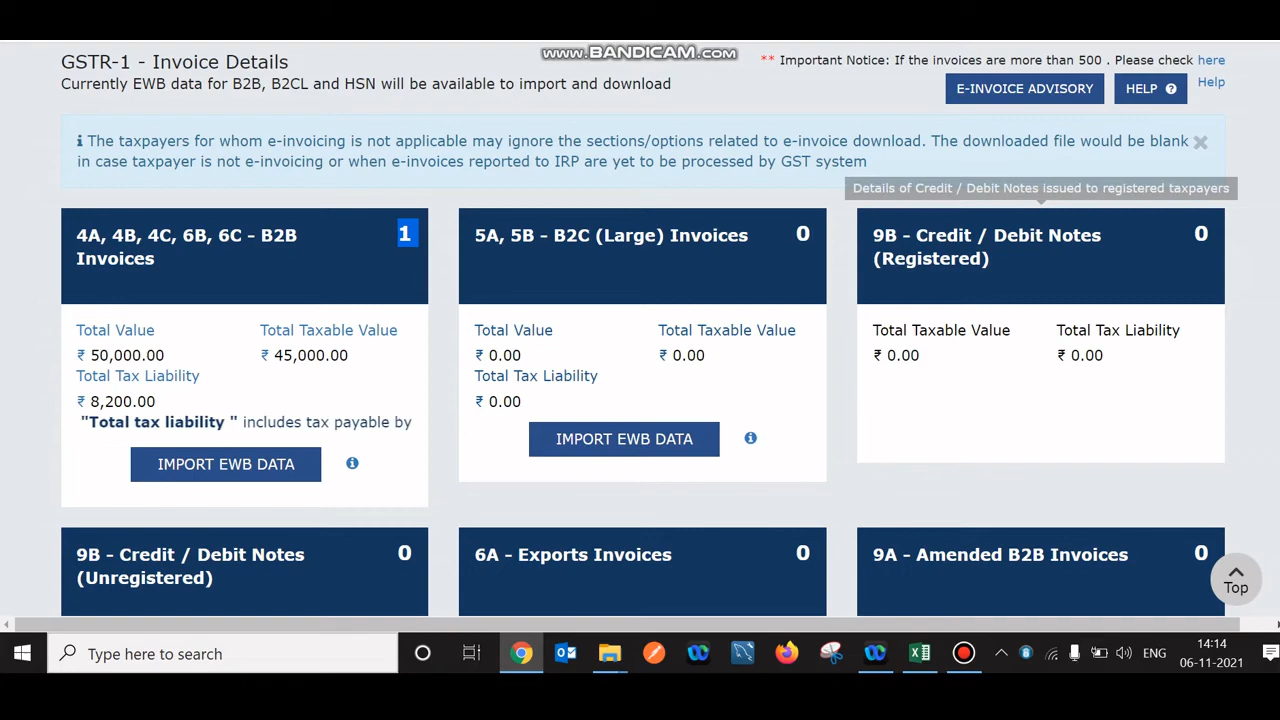 www.BANDICAM.com
GSTR-1 - Invoice Details
Currently EWB data for B2B, B2CL and HSN will be available to import and download
** Important Notice: If the invoices are more than 500 . Please check here
E-INVOICE ADVISORY
HELP ?
Help
The taxpayers for whom e-invoicing is not applicable may ignore the sections/options related to e-invoice download. The downloaded file would be blank
in case taxpayer is not e-invoicing or when e-invoices reported to IRP are yet to be processed by GST system
Details of Credit / Debit Notes issued to registered taxpayers
4A, 4B, 4C, 6B, 6C - B2B 1
Invoices
Total Value Total Taxable Value
₹ 50,000.00 ₹ 45,000.00
Total Tax Liability
₹ 8,200.00
"Total tax liability " includes tax payable by
IMPORT EWB DATA
5A, 5B - B2C (Large) Invoices 0
Total Value Total Taxable Value
₹ 0.00 ₹ 0.00
Total Tax Liability
₹ 0.00
IMPORT EWB DATA
9B - Credit / Debit Notes 0
(Registered)
Total Taxable Value Total Tax Liability
₹ 0.00 ₹ 0.00
9B - Credit / Debit Notes 0
(Unregistered)
6A - Exports Invoices 0
9A - Amended B2B Invoices 0
Top
Type here to search
ENG
14:14
06-11-2021